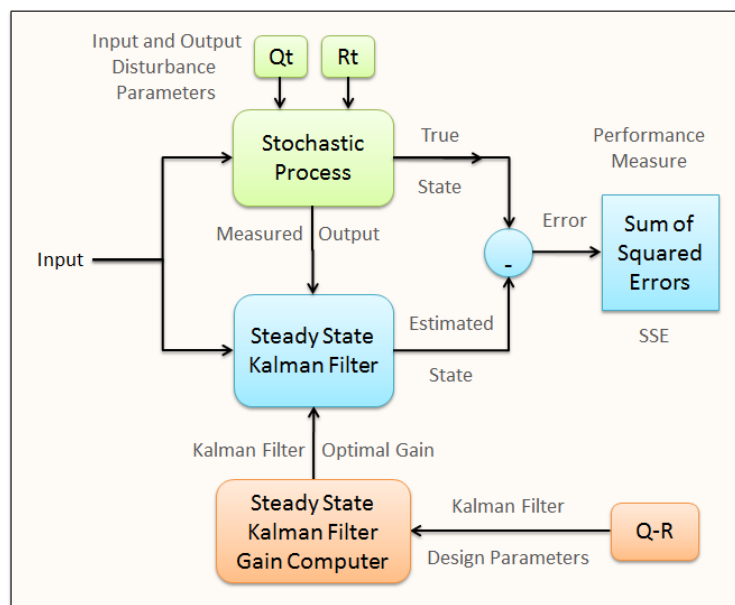 Input and Output
Disturbance
Parameters
Qt
Rt
Stochastic
Process
True
State
Performance
Measure
Measured Output
Error
Sum of
Squared
Errors
Input
-
Steady State
Kalman Filter
Estimated
State
SSE
Kalman Filter Optimal Gain
Steady State
Kalman Filter
Gain Computer
Kalman Filter
Design Parameters
Q-R